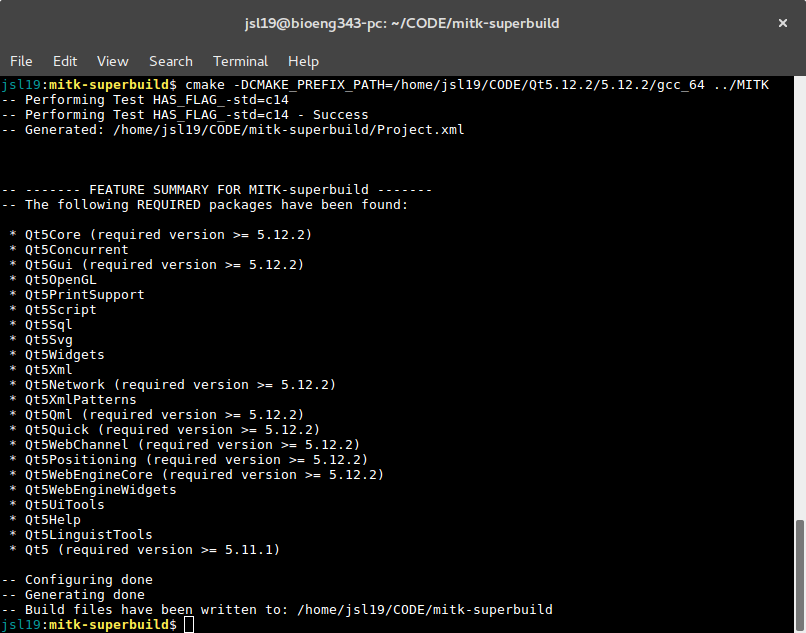 jsl19@bioeng343-pc: ~/CODE/mitk-superbuild
File Edit View Search Terminal Help
jsl19:mitk-superbuild$ cmake -DCMAKE_PREFIX_PATH=/home/jsl19/CODE/Qt5.12.2/5.12.2/gcc_64 ../MITK
-- Performing Test HAS_FLAG_-std=c14
-- Performing Test HAS_FLAG_-std=c14 - Success
-- Generated: /home/jsl19/CODE/mitk-superbuild/Project.xml
-- ------- FEATURE SUMMARY FOR MITK-superbuild -------
-- The following REQUIRED packages have been found:
* Qt5Core (required version >= 5.12.2)
* Qt5Concurrent
* Qt5Gui (required version >= 5.12.2)
* Qt5OpenGL
* Qt5PrintSupport
* Qt5Script
* Qt5Sql
* Qt5Svg
* Qt5Widgets
* Qt5Xml
* Qt5Network (required version >= 5.12.2)
* Qt5XmlPatterns
* Qt5Qml (required version >= 5.12.2)
* Qt5Quick (required version >= 5.12.2)
* Qt5WebChannel (required version >= 5.12.2)
* Qt5Positioning (required version >= 5.12.2)
* Qt5WebEngineCore (required version >= 5.12.2)
* Qt5WebEngineWidgets
* Qt5UiTools
* Qt5Help
* Qt5LinguistTools
* Qt5 (required version >= 5.11.1)
-- Configuring done
-- Generating done
-- Build files have been written to: /home/jsl19/CODE/mitk-superbuild
jsl19:mitk-superbuild$